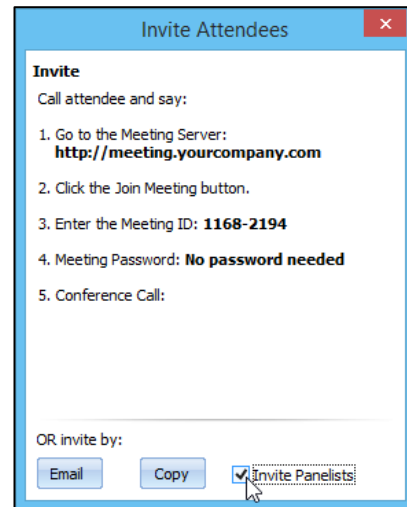 Invite Attendees
Invite
Call attendee and say:
1. Go to the Meeting Server:
http://meeting.yourcompany.com
2. Click the Join Meeting button.
3. Enter the Meeting ID: 1168-2194
4. Meeting Password: No password needed
5. Conference Call:
OR invite by:
Email Copy Invite Panelists